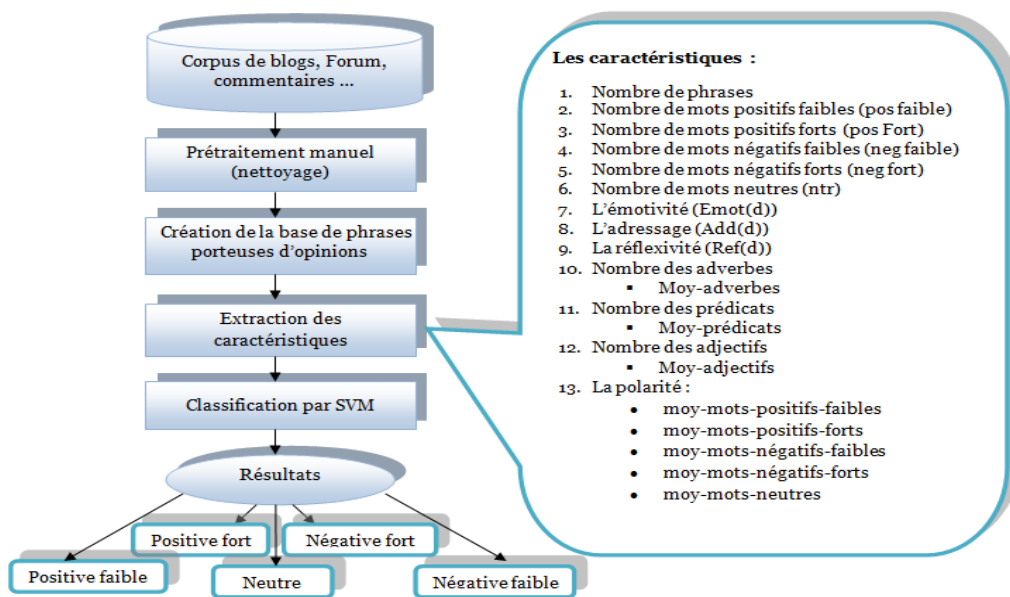 Corpus de blogs, Forum,
commentaires ...
Prétraitement manuel
(nettoyage)
Création de la base de phrases
porteuses d'opinions
Extraction des
caractéristiques
Classification par SVM
Résultats
Positive fort
Négative fort
Positive faible
Neutre
Négative faible
Les caractéristiques :
1. Nombre de phrases
2. Nombre de mots positifs faibles (pos faible)
3. Nombre de mots positifs forts (pos Fort)
4. Nombre de mots négatifs faibles (neg faible)
5. Nombre de mots négatifs forts (neg fort)
6. Nombre de mots neutres (ntr)
7. L'émotivité (Emot(d))
8. L'adressage (Add(d))
9. La réflexivité (Ref(d))
10. Nombre des adverbes
▪ Moy-adverbes
11. Nombre des prédicats
▪ Moy-prédicats
12. Nombre des adjectifs
▪ Moy-adjectifs
13. La polarité :
• moy-mots-positifs-faibles
• moy-mots-positifs-forts
• moy-mots-négatifs-faibles
• moy-mots-négatifs-forts
• moy-mots-neutres